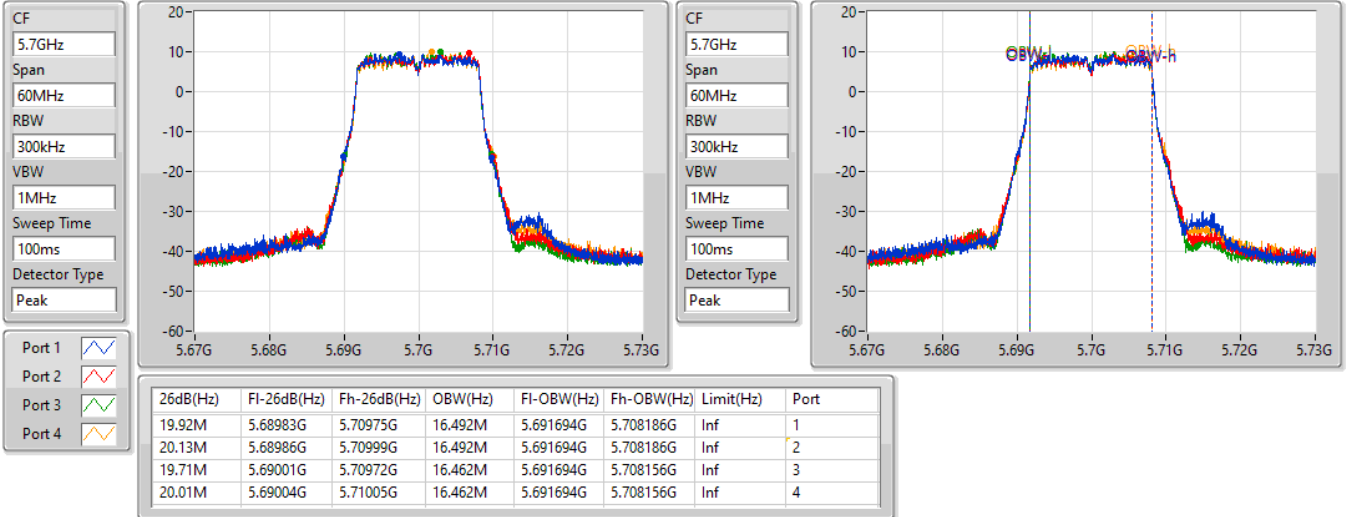 CF
5.7GHz
Span
60MHz
RBW
300kHz
VBW
1MHz
Sweep Time
100ms
Detector Type
Peak
20-
10-
0-
-10-
-20-
-30-
-40-
-50-
-60-
5.67G 5.68G 5.69G 5.7G 5.71G 5.72G 5.73G
CF
5.7GHz
Span
60MHz
RBW
300kHz
VBW
1MHz
Sweep Time
100ms
Detector Type
Peak
20-
10-
0-
-10-
-20-
-30-
-40-
-50-
-60-
OBW-l OBW-h
5.67G 5.68G 5.69G 5.7G 5.71G 5.72G 5.73G
Port 1
Port 2
Port 3
Port 4
26dB(Hz) Fl-26dB(Hz) Fh-26dB(Hz) OBW(Hz) Fl-OBW(Hz) Fh-OBW(Hz) Limit(Hz) Port
19.92M 5.68983G 5.70975G 16.492M 5.691694G 5.708186G Inf 1
20.13M 5.68986G 5.70999G 16.492M 5.691694G 5.708186G Inf 2
19.71M 5.69001G 5.70972G 16.462M 5.691694G 5.708156G Inf 3
20.01M 5.69004G 5.71005G 16.462M 5.691694G 5.708156G Inf 4